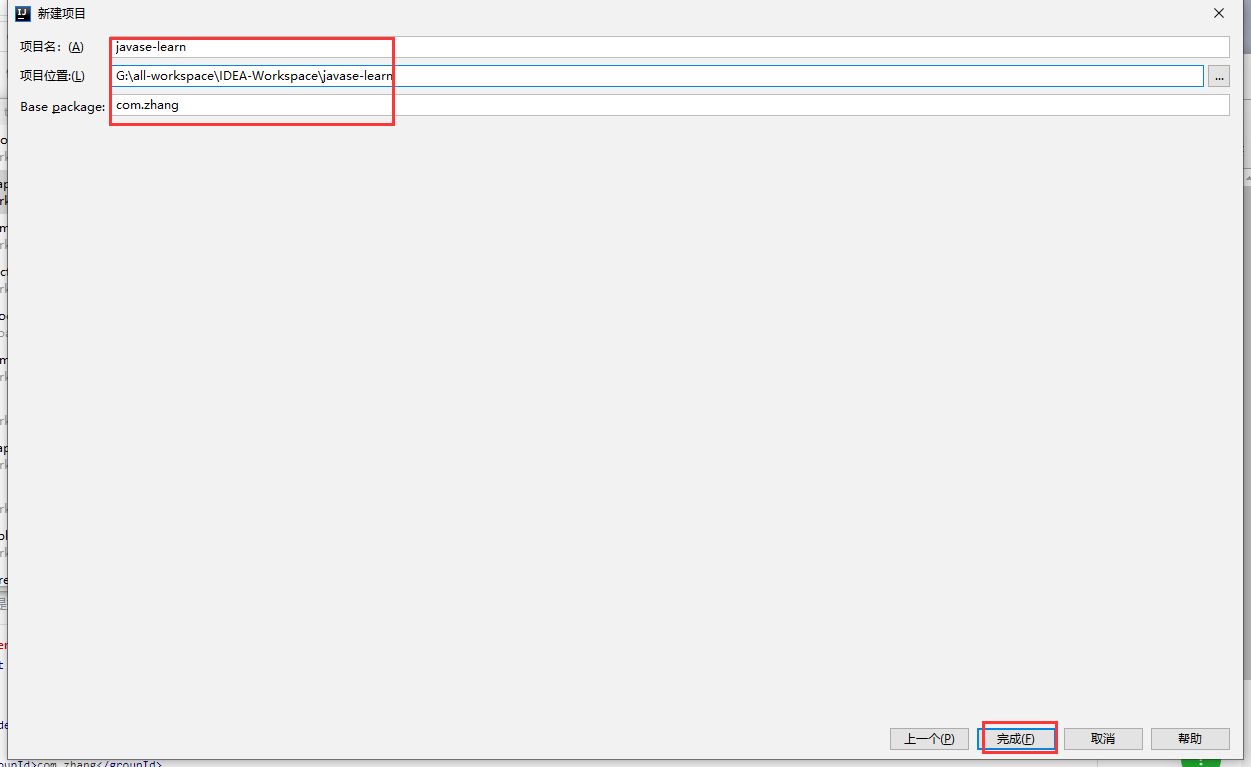 新建项目
项目名：(A) javase-learn
项目位置:(L) G:\all-workspace\IDEA-Workspace\javase-learn ...
Base package: com.zhang
上一个(P) 完成(F) 取消 帮助
com.zhang</groupId>